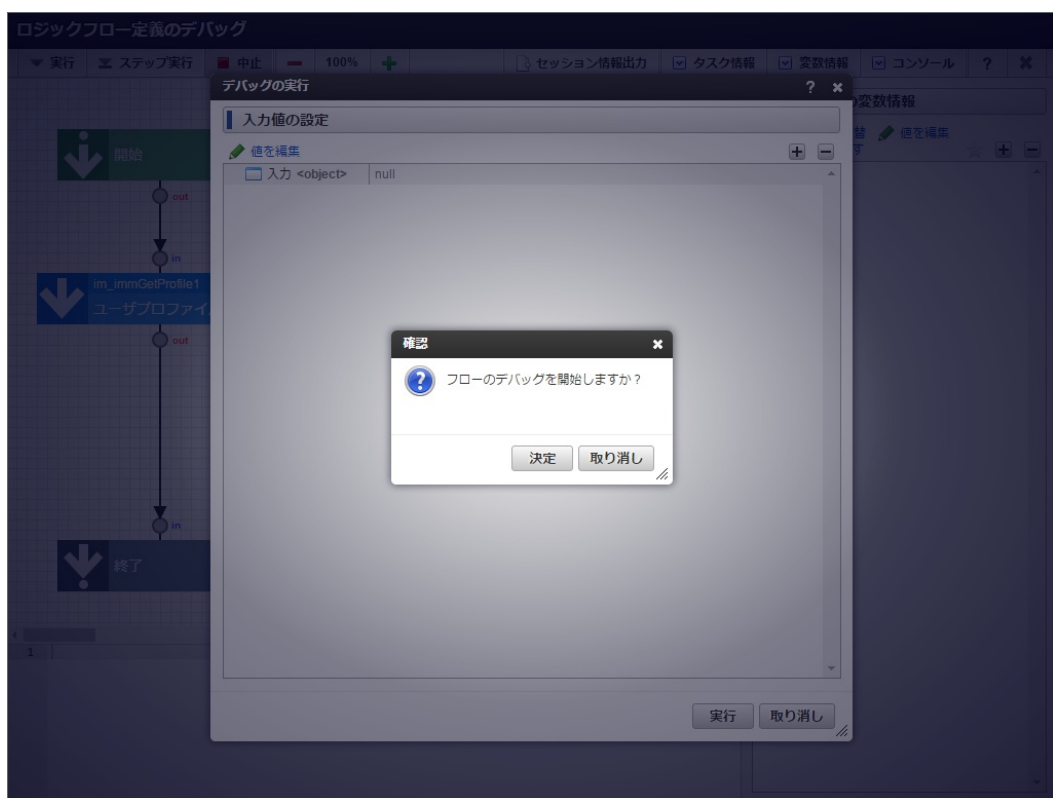 ロジックフロー定義のデバッグ
実行 ステップ実行 中止 100% セッション情報出力 タスク情報 変数情報 コンソール ?
デバッグの実行 ?
変数情報
入力値の設定
値を編集
替 値を編集
す
入力 <object> null
開始
out
in
im_immGetProfile1
ユーザプロファイ
out
確認
フローのデバッグを開始しますか？
決定 取り消し
in
終了
1
実行 取り消し